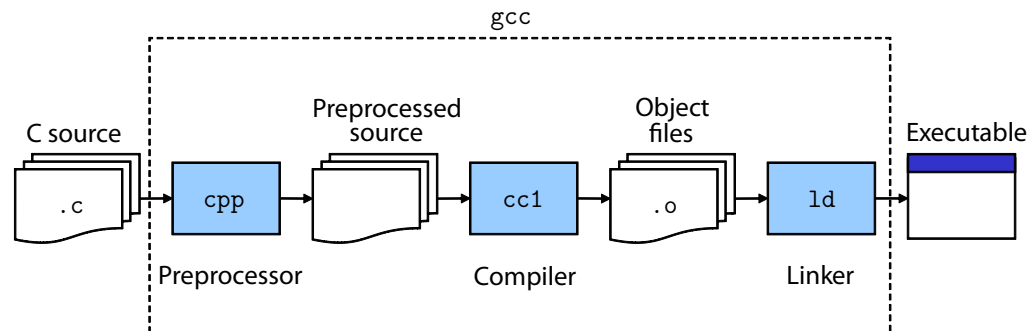 gcc
C source
Preprocessed
source
Object
files
Executable
.c
cpp
cc1
.o
ld
Preprocessor
Compiler
Linker